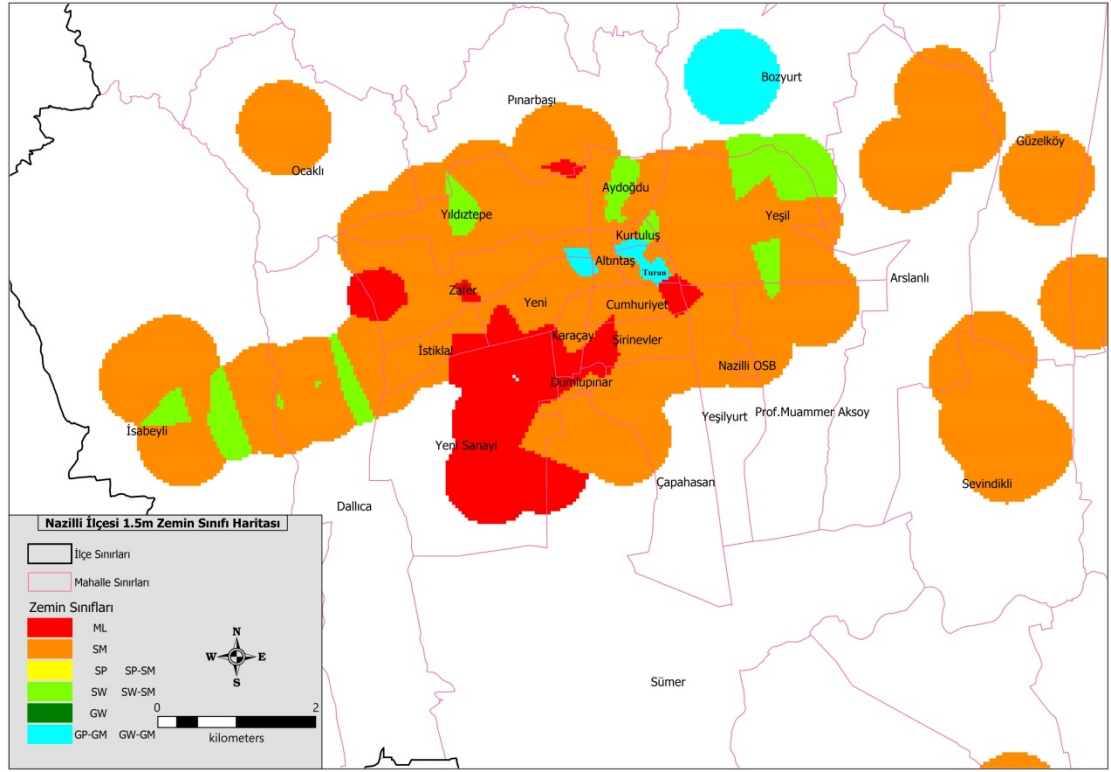 Bozyurt
Pınarbaşı
Güzelköy
Ocaklı
Aydoğdu
Yıldıztepe
Yeşil
Kurtuluş
Altıntaş
Turan
Arslanlı
Zafer
Yeni
Cumhuriyet
Karaçay
Şirinevler
İstiklal
Nazilli OSB
Dumlupınar
Yeşilyurt
Prof.Muammer Aksoy
İsabeyli
Yeni Sanayi
Çapahasan
Sevindikli
Dallıca
Sümer
Nazilli İlçesi 1.5m Zemin Sınıfı Haritası
İlçe Sınırları
Mahalle Sınırları
Zemin Sınıfları
ML
SM
SP SP-SM
SW SW-SM
GW
GP-GM GW-GM
N
W E
S
0 2
kilometers